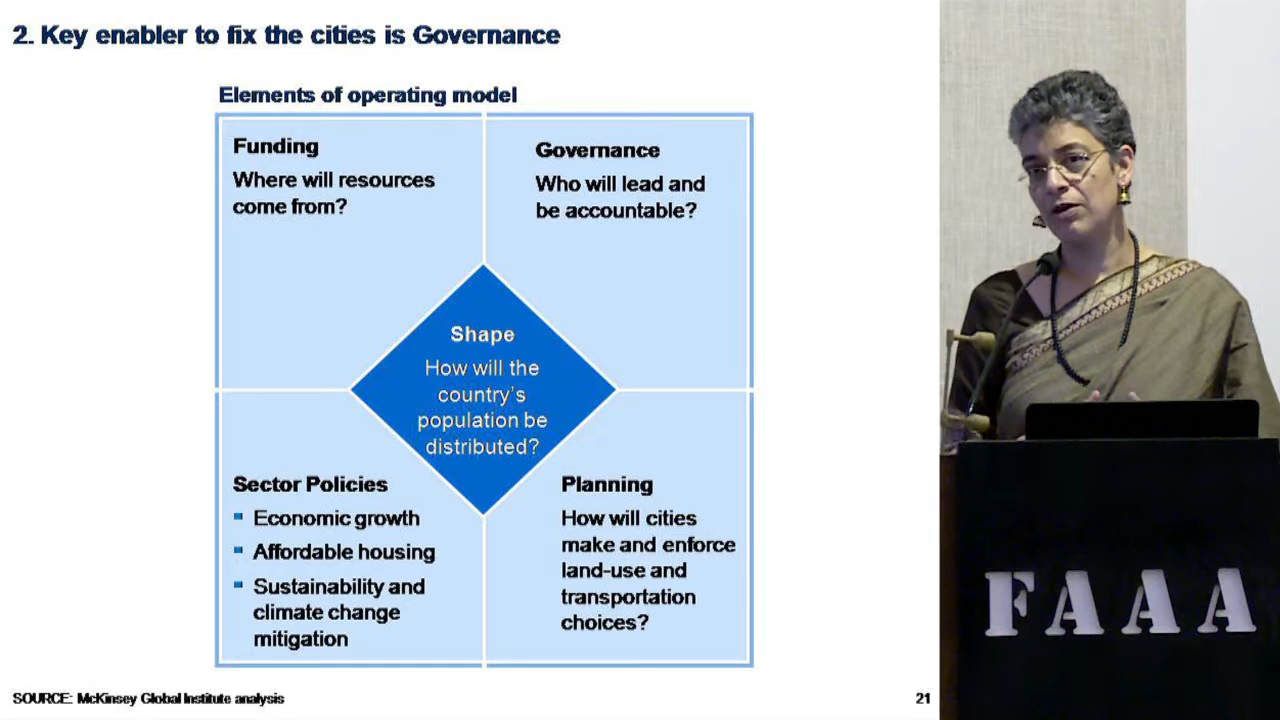 2. Key enabler to fix the cities is Governance
Elements of operating model
Funding
Where will resources
come from?
Governance
Who will lead and
be accountable?
Shape
How will the
country's
population be
distributed?
Sector Policies
Economic growth
Affordable housing
Sustainability and
climate change
mitigation
Planning
How will cities
make and enforce
land-use and
transportation
choices?
SOURCE: McKinsey Global Institute analysis
21
FAAA